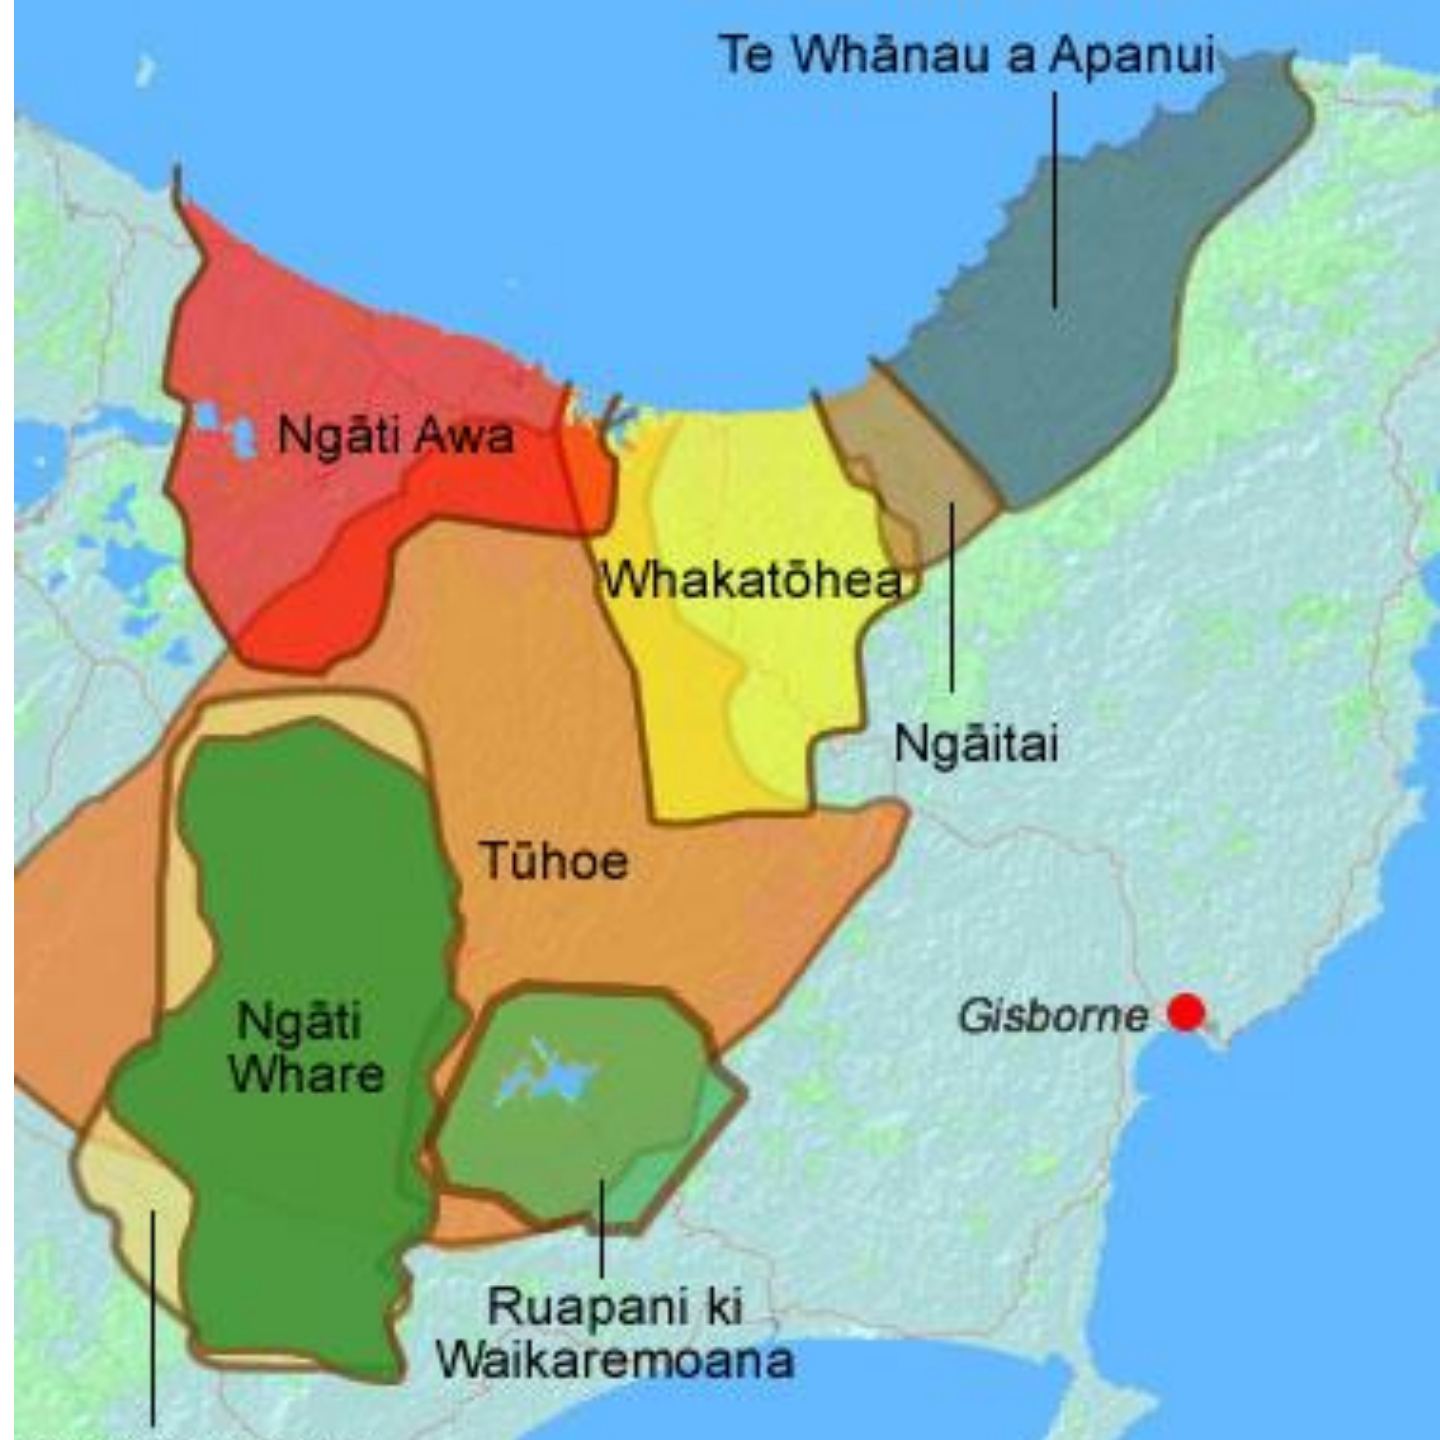 Te Whānau a Apanui
Ngāti Awa
Whakatōhea
Ngāitai
Tūhoe
Ngāti
Whare
Gisborne
Ruapani ki
Waikaremoana